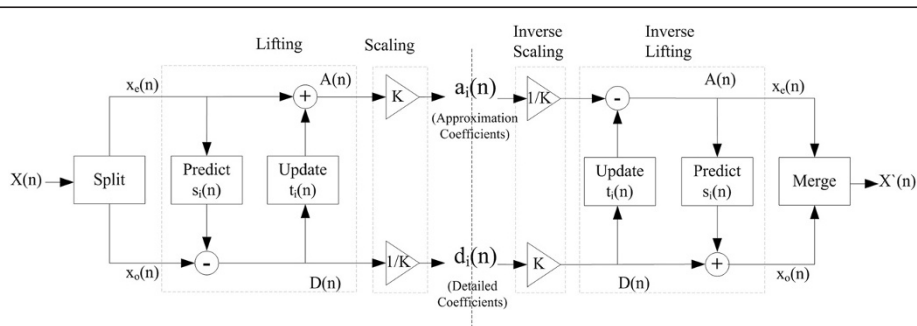 Lifting
Scaling
Inverse
Scaling
Inverse
Lifting
xₑ(n)
A(n)
K
aᵢ(n)
(Approximation
Coefficients)
1/K
-
A(n)
xₑ(n)
+
X(n)
Split
Predict
sᵢ(n)
Update
tᵢ(n)
Update
tᵢ(n)
Predict
sᵢ(n)
Merge
X`(n)
xₒ(n)
-
D(n)
1/K
dᵢ(n)
(Detailed
Coefficients)
K
D(n)
+
xₒ(n)